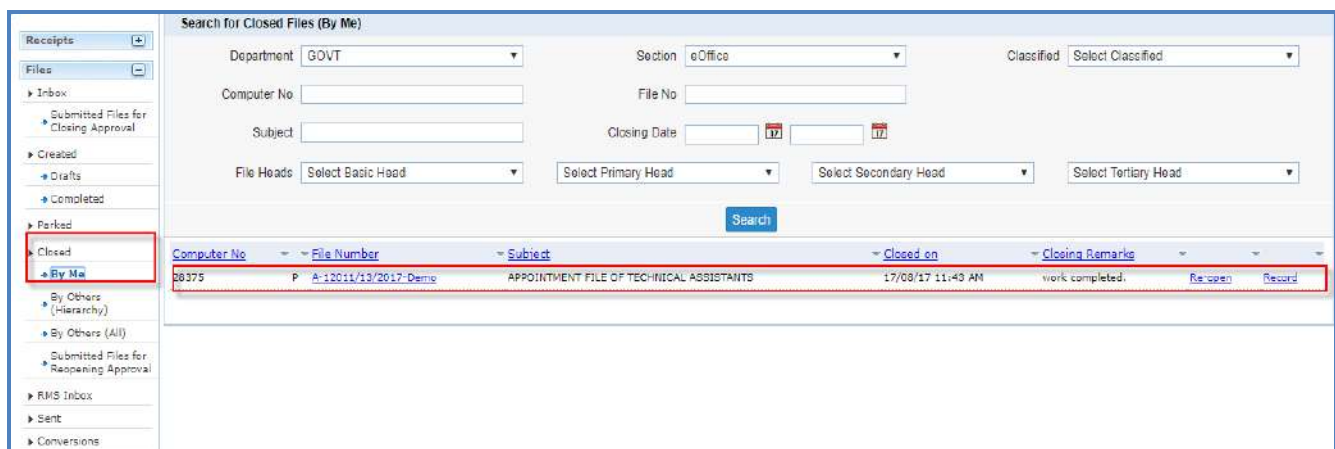 Search for Closed Files (By Me)
Receipts
Files
Inbox
Submitted Files for
Closing Approval
Created
Drafts
Completed
Parked
Closed
By Me
By Others
(Hierarchy)
By Others (All)
Submitted Files for
Reopening Approval
RMS Inbox
Sent
Conversions
Department GOVT Section eOffice Classified Select Classified
Computer No File No
Subject Closing Date 17 17
File Heads Select Basic Head Select Primary Head Select Secondary Head Select Tertiary Head
Search
Computer No File Number Subject Closed on Closing Remarks
28375 P A-12011/13/2017-Demo APPOINTMENT FILE OF TECHNICAL ASSISTANTS 17/08/17 11:43 AM work completed. Re-open Record